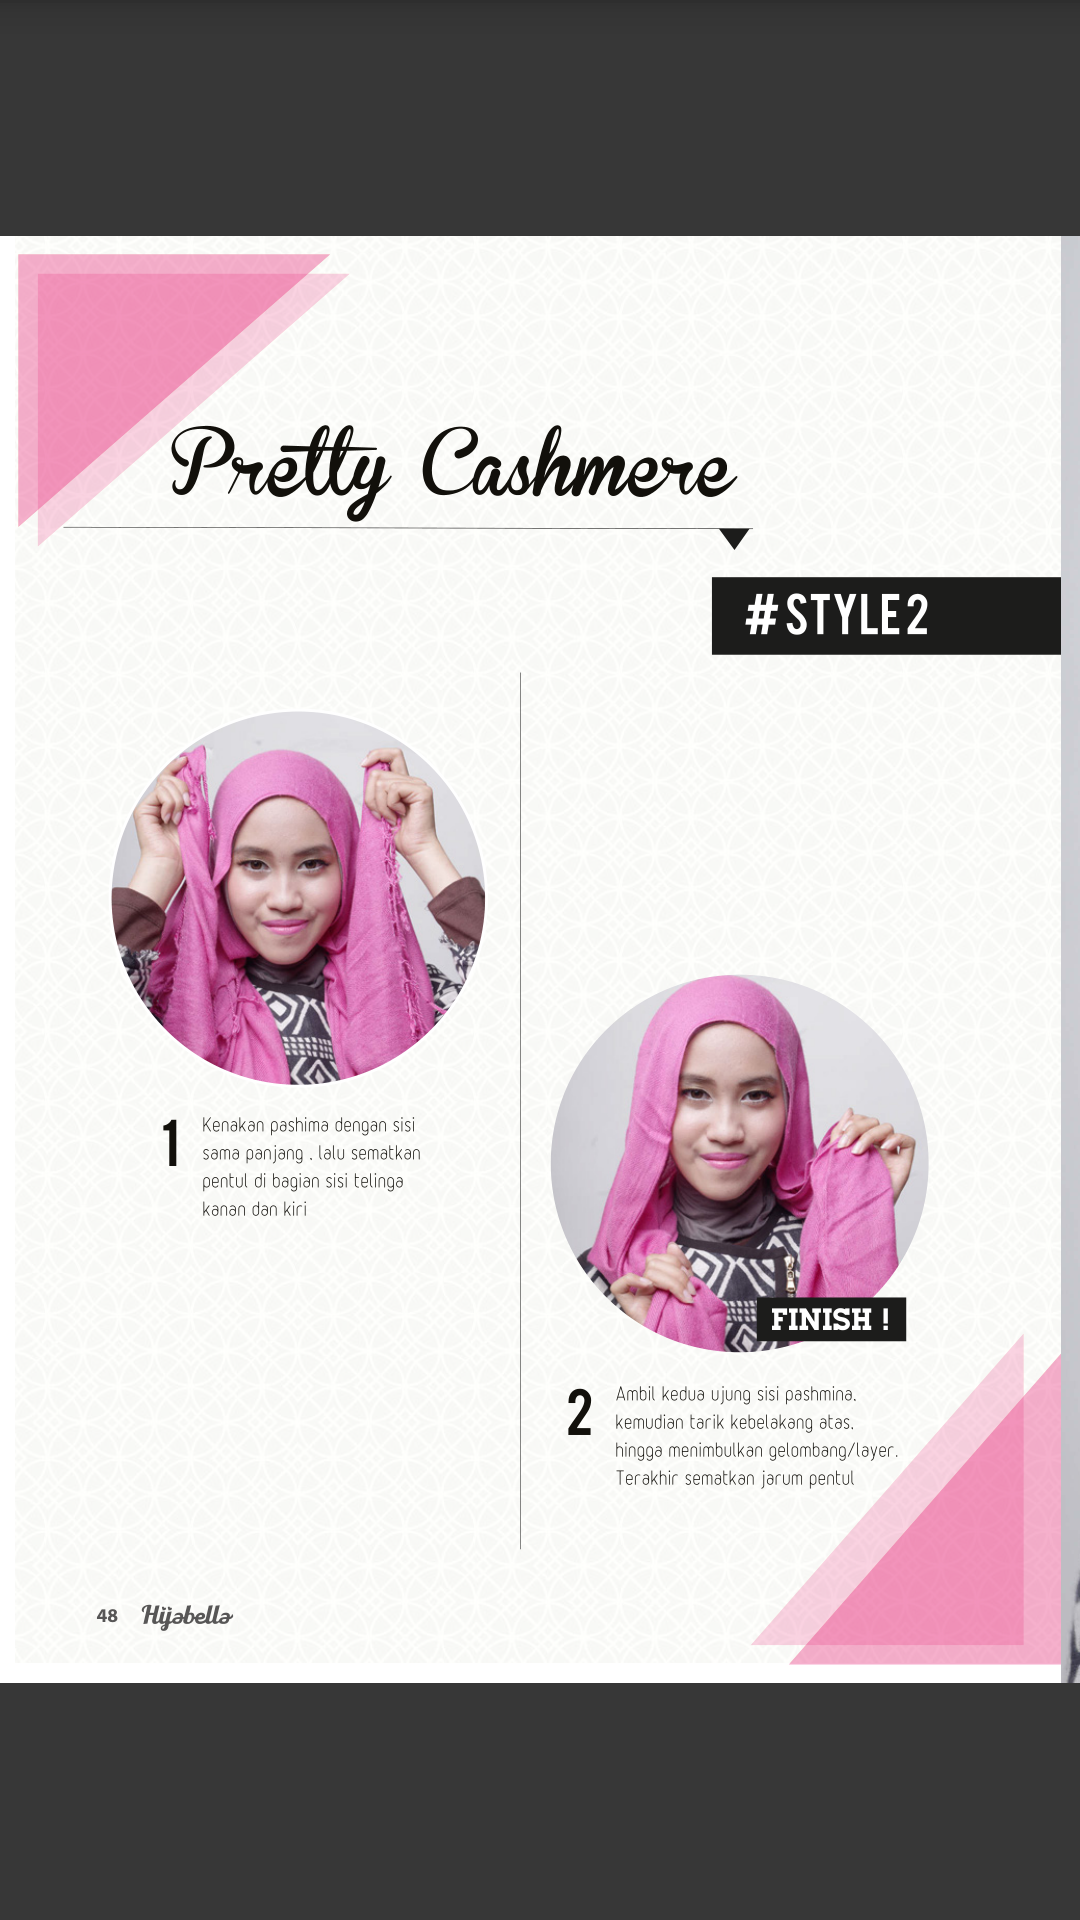 Pretty Cashmere
#STYLE2
1
Kenakan pashima dengan sisi
sama panjang , lalu sematkan
pentul di bagian sisi telinga
kanan dan kiri
FINISH !
2
Ambil kedua ujung sisi pashmina,
kemudian tarik kebelakang atas,
hingga menimbulkan gelombang/layer.
Terakhir sematkan jarum pentul
48 Hijabella